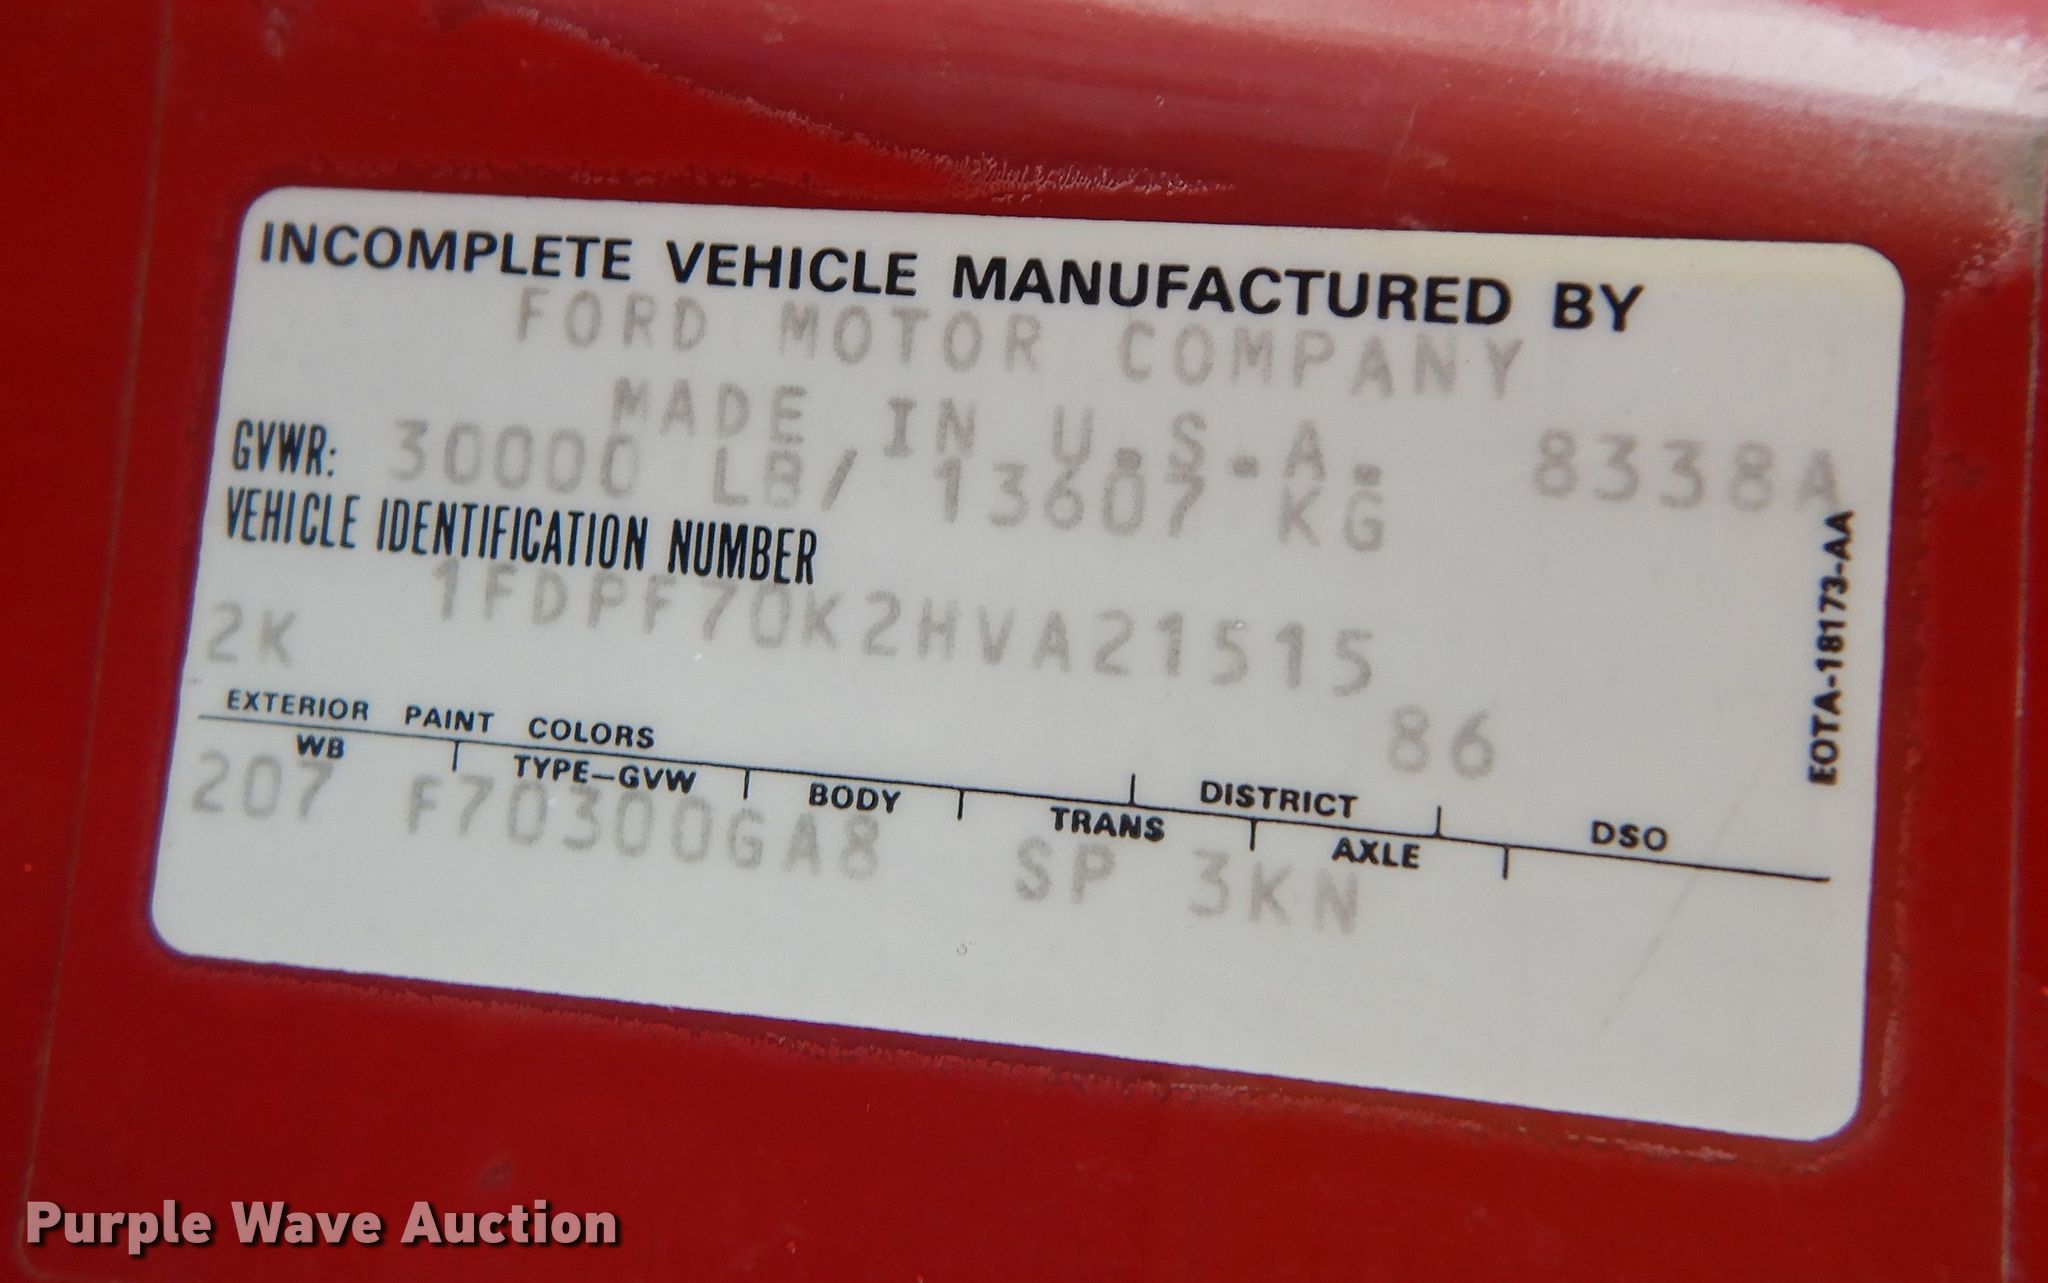 INCOMPLETE VEHICLE MANUFACTURED BY
FORD MOTOR COMPANY
MADE IN U.S.A. 8338A
GVWR: 30000 LB/ 13607 KG
VEHICLE IDENTIFICATION NUMBER
1FDPF70K2HVA21515
2K
86
EXTERIOR PAINT COLORS DISTRICT DSO
WB TYPE-GVW BODY TRANS AXLE
207 F70300GA8 SP 3KN
EOTA-18173-AA
Purple Wave Auction